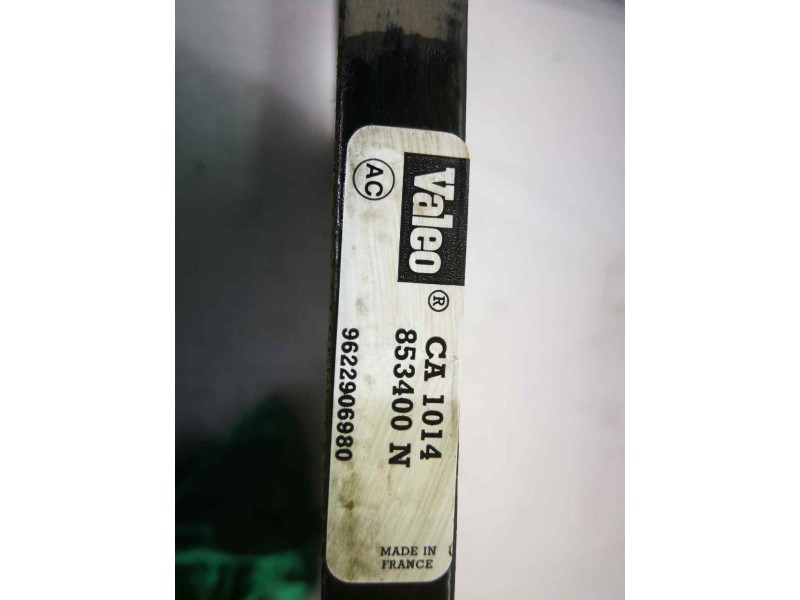 Valeo ®
AC
CA 1014
853400 N
9622906980
MADE IN
FRANCE